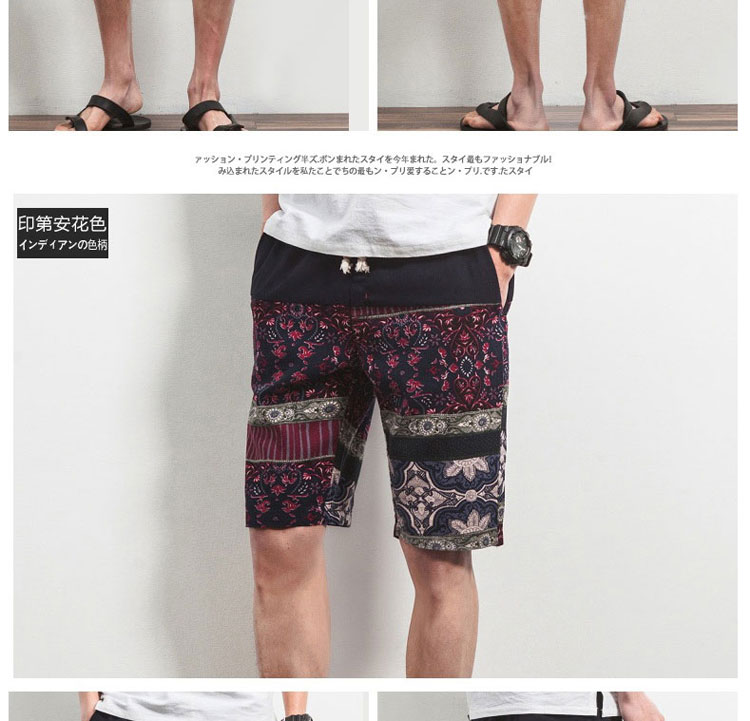 ァッション・プリンティング半ズ.ボンまれたスタイを今年まれた。スタイ最もファッショナブル!
み込まれたスタイルを私たことでちの最もン・プリ愛することン・プリ.です.たスタイ
印第安花色
インディアンの色柄